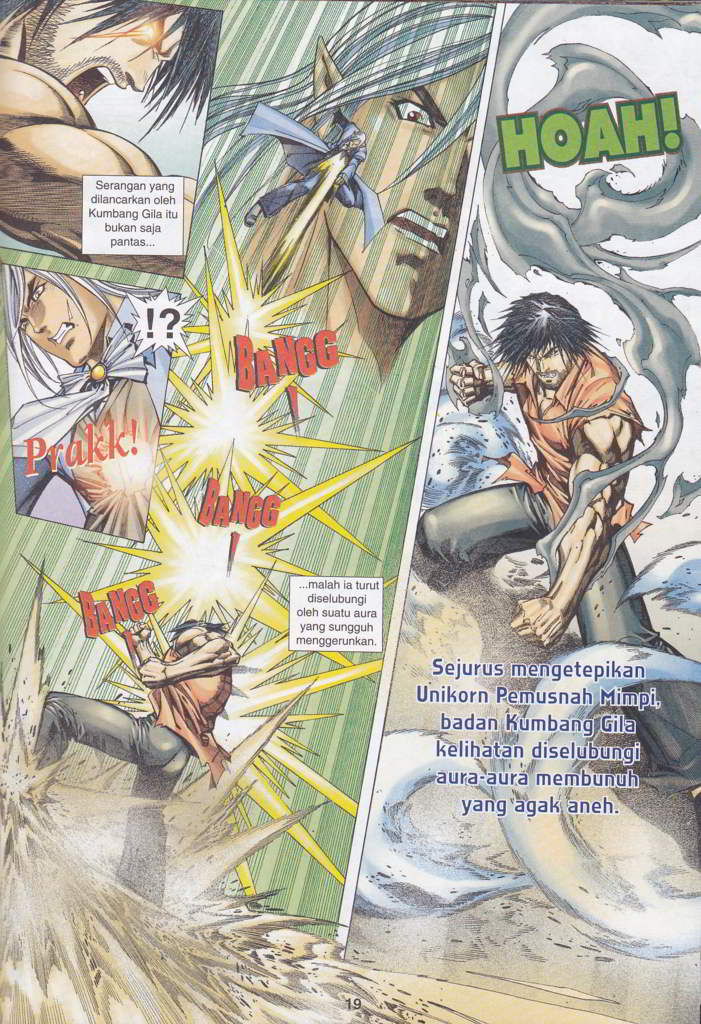 Serangan yang
dilancarkan oleh
Kumbang Gila itu
bukan saja
pantas...
!?
Prakk!
BANGG
!
BANGG
!
BANGG
!
...malah ia turut
diselubungi
oleh suatu aura
yang sungguh
menggerunkan.
HOAH!
Sejurus mengetepikan
Unikorn Pemusnah Mimpi,
badan Kumbang Gila
kelihatan diselubungi
aura-aura membunuh
yang agak aneh.
19